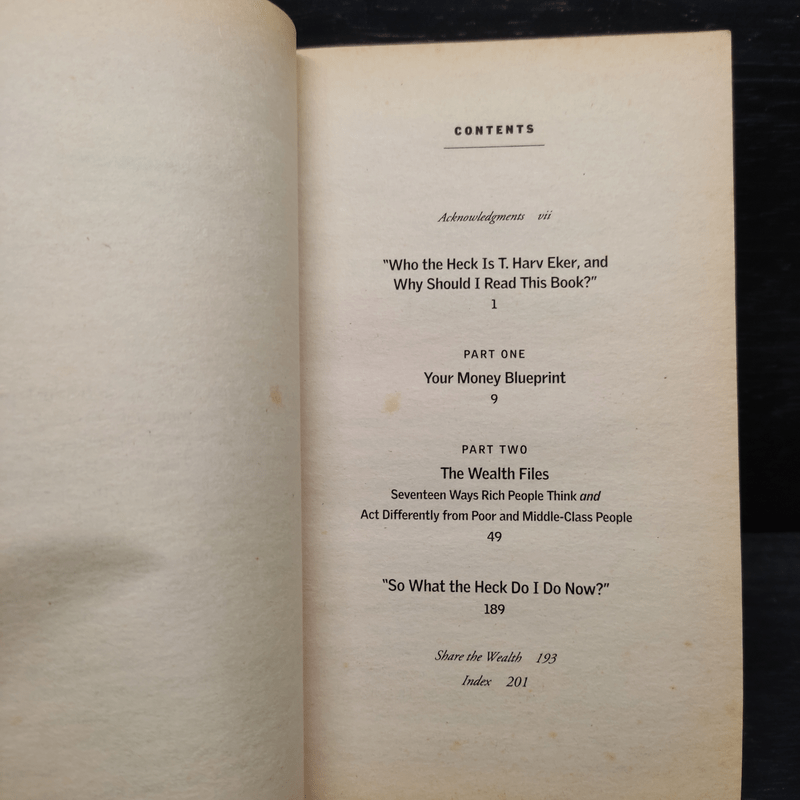 CONTENTS
Acknowledgments vii
"Who the Heck Is T. Harv Eker, and
Why Should I Read This Book?"
1
PART ONE
Your Money Blueprint
9
PART TWO
The Wealth Files
Seventeen Ways Rich People Think and
Act Differently from Poor and Middle-Class People
49
"So What the Heck Do I Do Now?"
189
Share the Wealth 193
Index 201